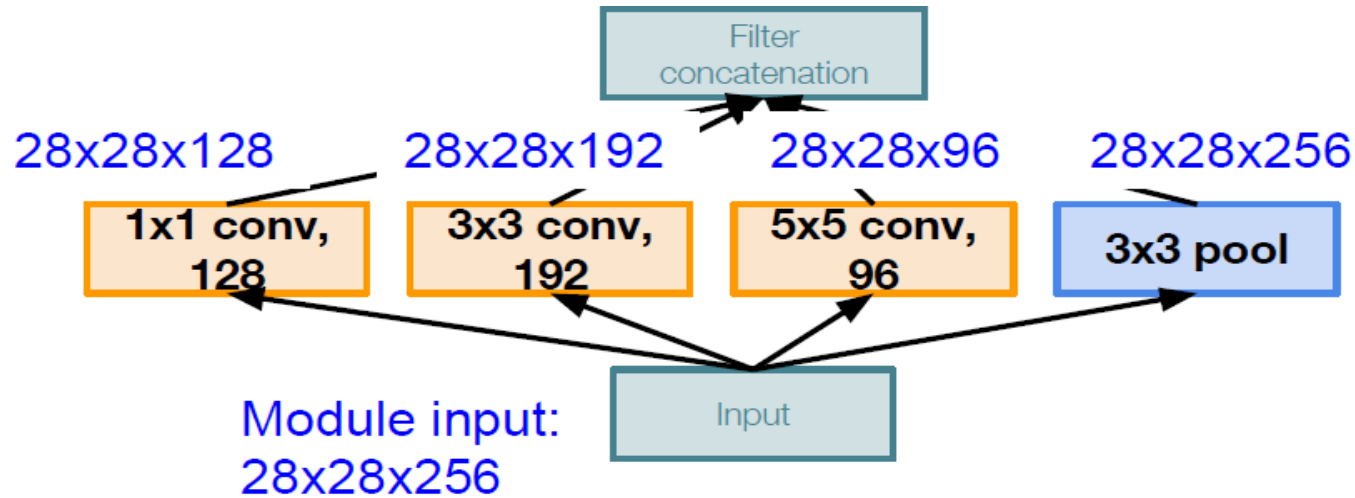 Filter
concatenation
28x28x128
28x28x192
28x28x96
28x28x256
1x1 conv,
128
3x3 conv,
192
5x5 conv,
96
3x3 pool
Input
Module input:
28x28x256